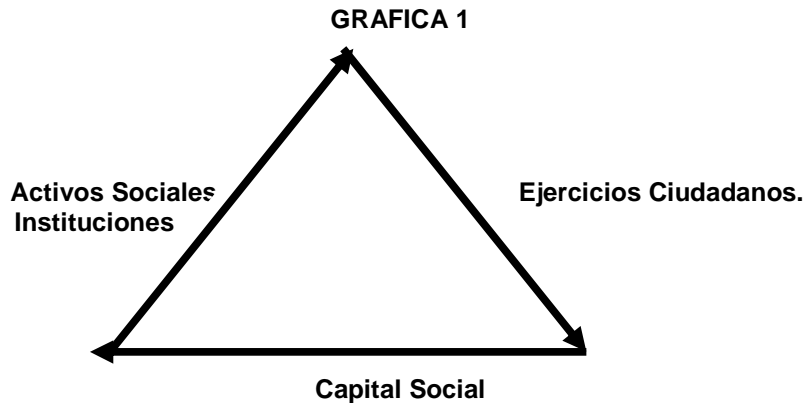 GRAFICA 1
Activos Sociales
Instituciones
Ejercicios Ciudadanos.
Capital Social